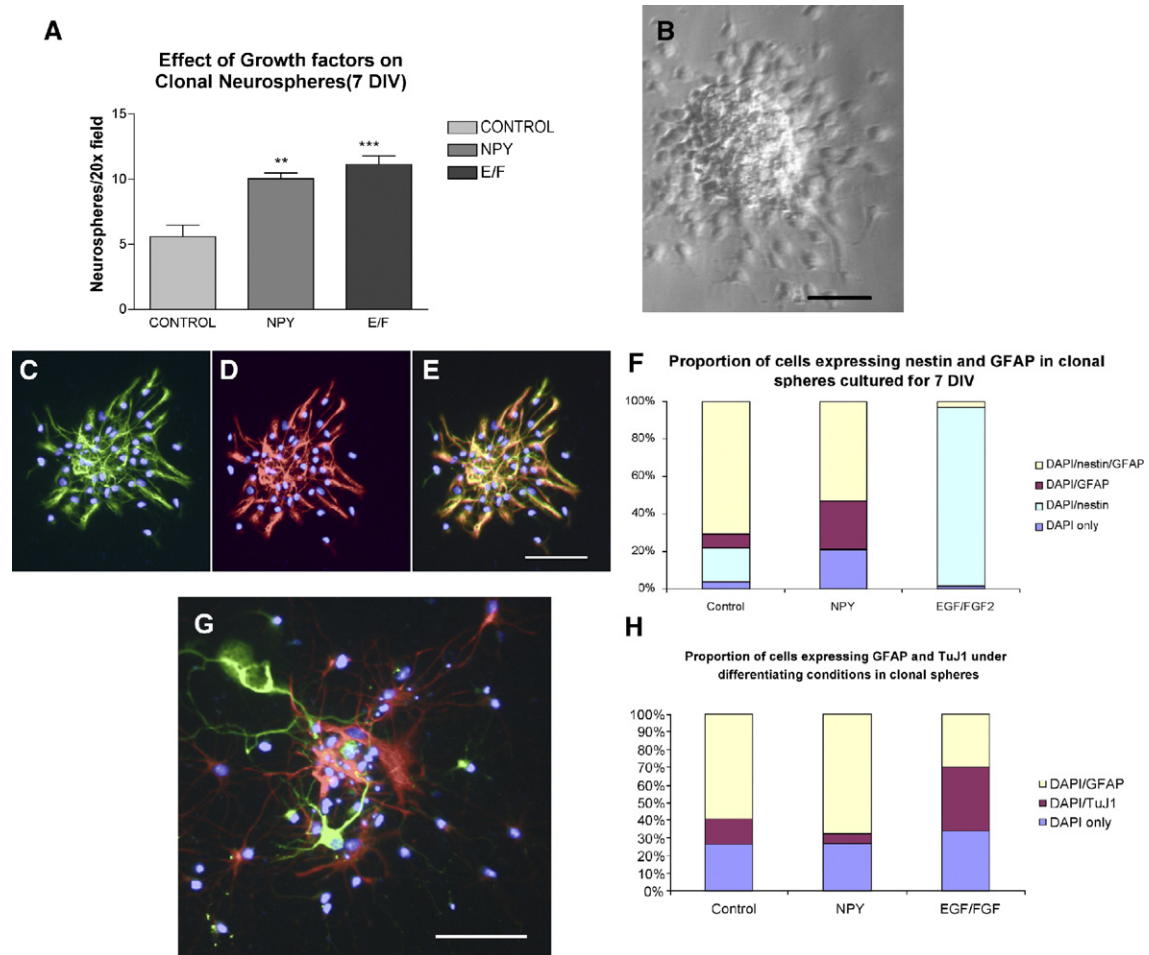 A
Effect of Growth factors on
Clonal Neurospheres(7 DIV)
Neurospheres/20x field
15
10
5
0
**
***
CONTROL
NPY
E/F
CONTROL
NPY
E/F
B
C
D
E
F
Proportion of cells expressing nestin and GFAP in clonal
spheres cultured for 7 DIV
100%
80%
60%
40%
20%
0%
Control
NPY
EGF/FGF2
DAPI/nestin/GFAP
DAPI/GFAP
DAPI/nestin
DAPI only
G
H
Proportion of cells expressing GFAP and TuJ1 under
differentiating conditions in clonal spheres
100%
90%
80%
70%
60%
50%
40%
30%
20%
10%
0%
Control
NPY
EGF/FGF
DAPI/GFAP
DAPI/TuJ1
DAPI only